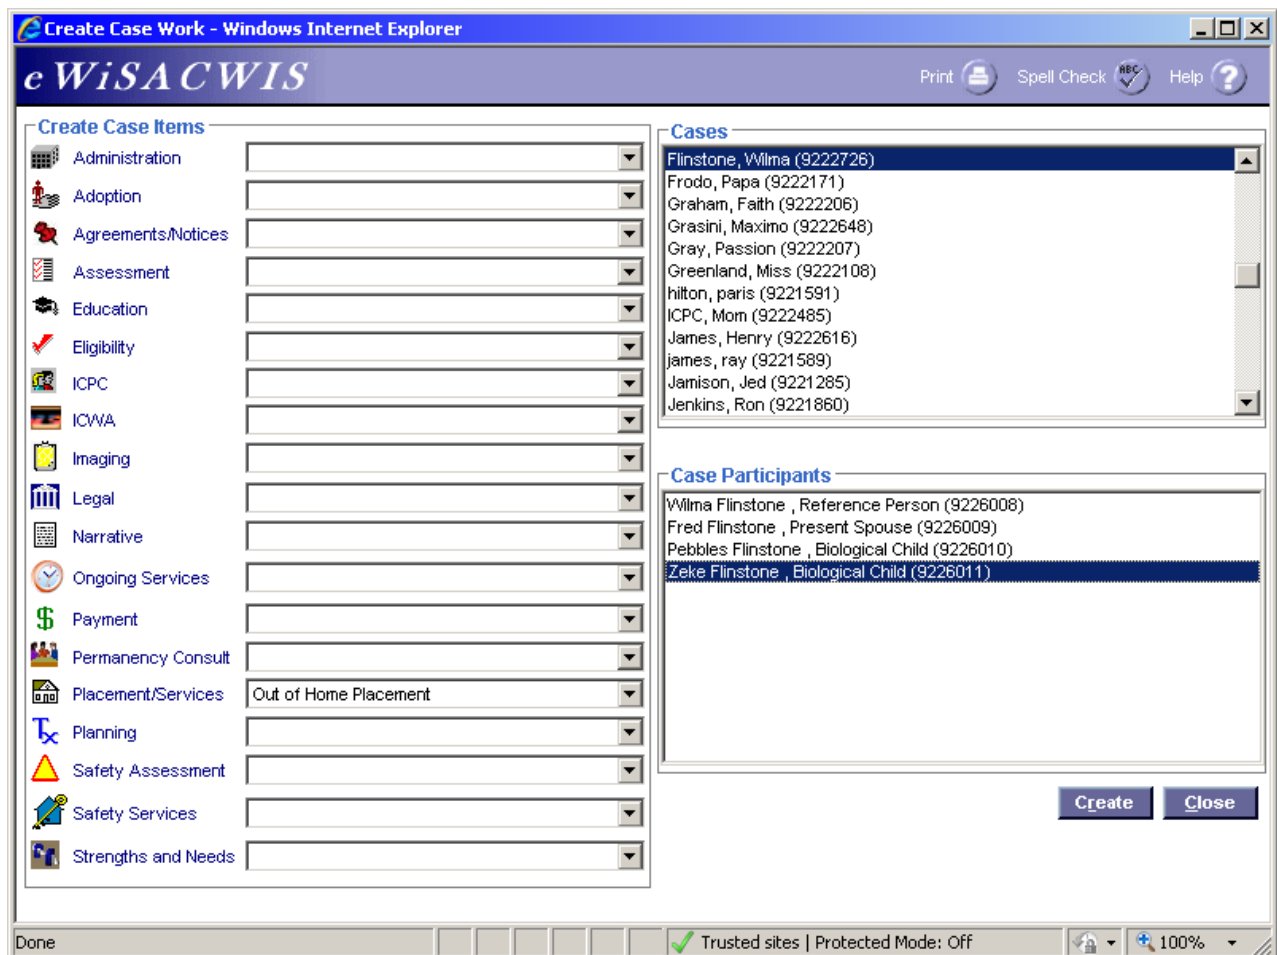 Create Case Work - Windows Internet Explorer
e WiSACWIS
Print
Spell Check
ABC
Help
?
Create Case Items
Administration
Adoption
Agreements/Notices
Assessment
Education
Eligibility
ICPC
ICWA
Imaging
Legal
Narrative
Ongoing Services
$ Payment
Permanency Consult
Placement/Services Out of Home Placement
Tx Planning
Safety Assessment
Safety Services
Strengths and Needs
Cases
Flinstone, Wilma (9222726)
Frodo, Papa (9222171)
Graham, Faith (9222206)
Grasini, Maximo (9222648)
Gray, Passion (9222207)
Greenland, Miss (9222108)
hilton, paris (9221591)
ICPC, Mom (9222485)
James, Henry (9222616)
james, ray (9221589)
Jamison, Jed (9221285)
Jenkins, Ron (9221860)
Case Participants
Wilma Flinstone , Reference Person (9226008)
Fred Flinstone , Present Spouse (9226009)
Pebbles Flinstone , Biological Child (9226010)
Zeke Flinstone , Biological Child (9226011)
Create
Close
Done
Trusted sites | Protected Mode: Off
100%